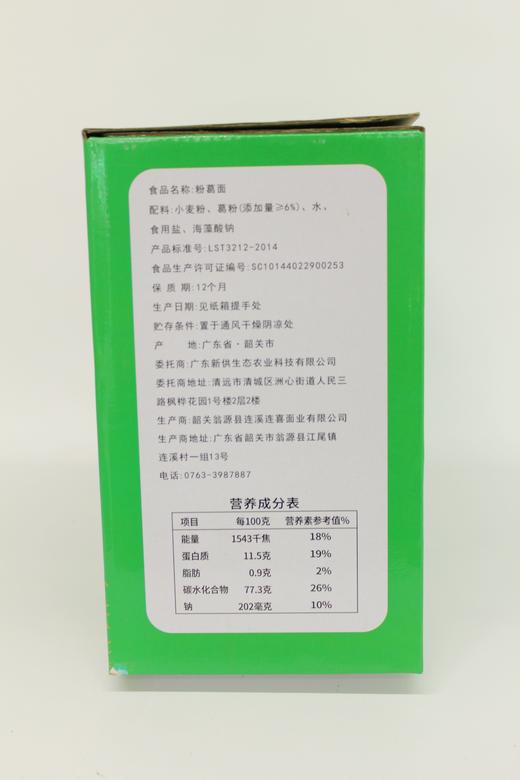 食品名称:粉葛面
配料:小麦粉、葛粉(添加量≥6%)、水、
食用盐、海藻酸钠
产品标准号:LST3212-2014
食品生产许可证编号:SC10144022900253
保 质 期:12个月
生产日期:见纸箱提手处
贮存条件:置于通风干燥阴凉处
产 地:广东省·韶关市
委托商:广东新供生态农业科技有限公司
委托商地址:清远市清城区洲心街道人民三
路枫桦花园1号楼2层2楼
生产商:韶关翁源县连溪连喜面业有限公司
生产商地址:广东省韶关市翁源县江尾镇
连溪村一组13号
电话:0763-3987887
营养成分表
项目 每100克 营养素参考值%
能量 1543千焦 18%
蛋白质 11.5克 19%
脂肪 0.9克 2%
碳水化合物 77.3克 26%
钠 202毫克 10%